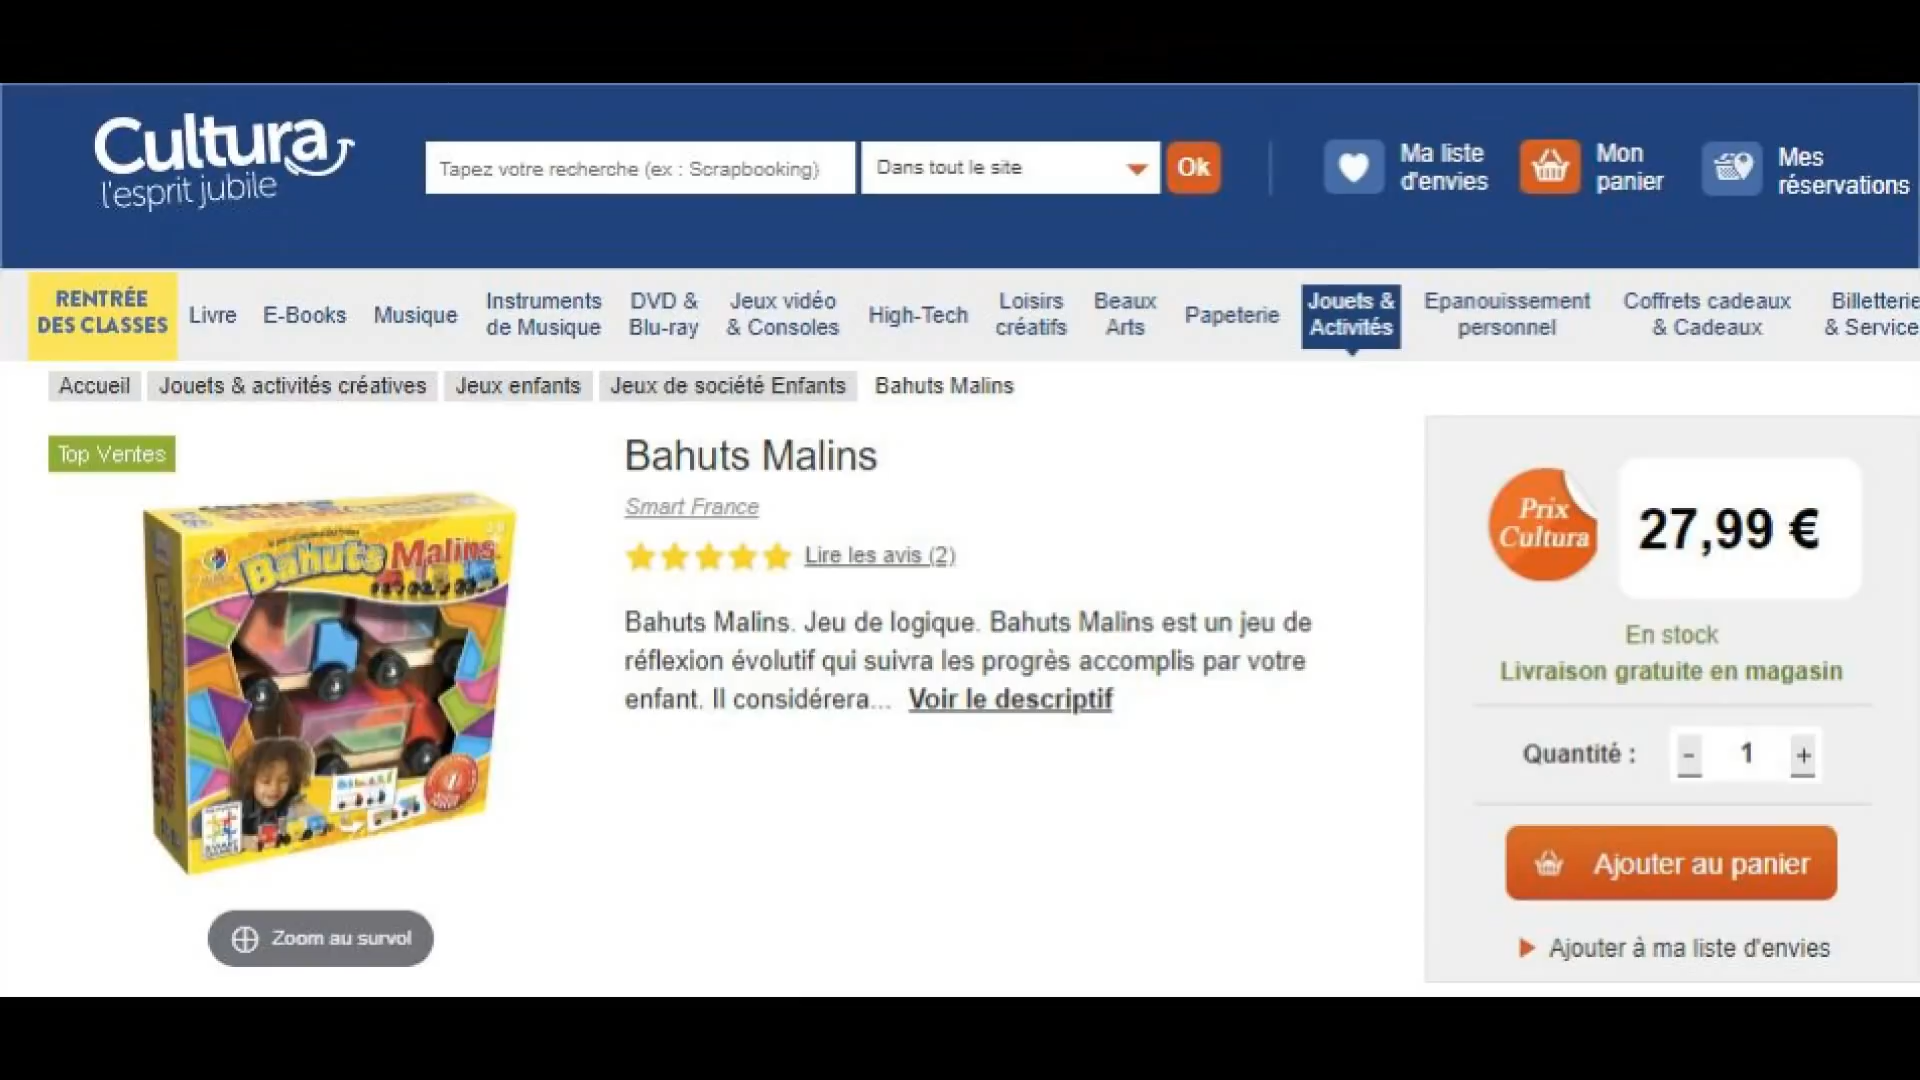 Cultura
l'esprit jubile
Tapez votre recherche (ex : Scrapbooking)
Dans tout le site
Ok
Ma liste
d'envies
Mon
panier
Mes
réservations
RENTRÉE
DES CLASSES
Livre
E-Books
Musique
Instruments
de Musique
DVD &
Blu-ray
Jeux vidéo
& Consoles
High-Tech
Loisirs
créatifs
Beaux
Arts
Papeterie
Jouets &
Activités
Epanouissement
personnel
Coffrets cadeaux
& Cadeaux
Billetterie
& Service
Accueil
Jouets & activités créatives
Jeux enfants
Jeux de société Enfants
Bahuts Malins
Top Ventes
Bahuts Malins
Bahuts Malins
Smart France
Lire les avis (2)
Bahuts Malins. Jeu de logique. Bahuts Malins est un jeu de
réflexion évolutif qui suivra les progrès accomplis par votre
enfant. Il considérera... Voir le descriptif
Zoom au survol
Prix
Cultura
27,99 €
En stock
Livraison gratuite en magasin
Quantité :
- 1 +
Ajouter au panier
Ajouter à ma liste d'envies